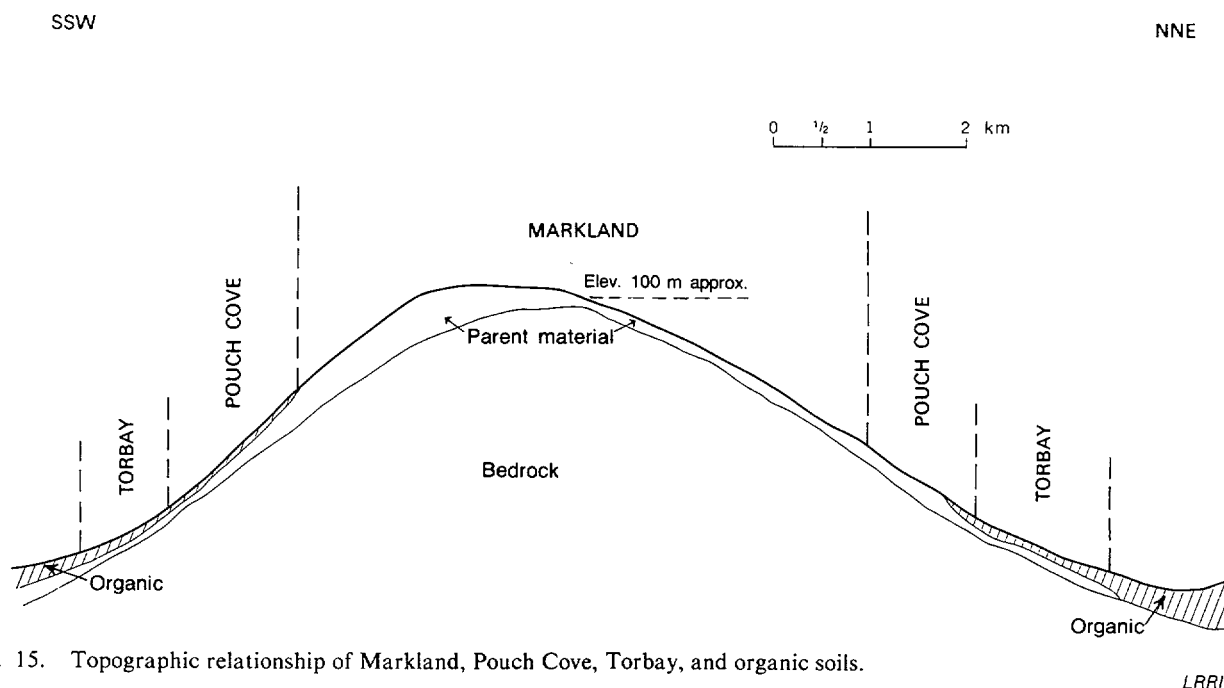 SSW
NNE
0 ½ 1 2 km
MARKLAND
Elev. 100 m approx.
POUCH COVE
POUCH COVE
Parent material
TORBAY
TORBAY
Bedrock
Organic
Organic
15. Topographic relationship of Markland, Pouch Cove, Torbay, and organic soils.
LRRI